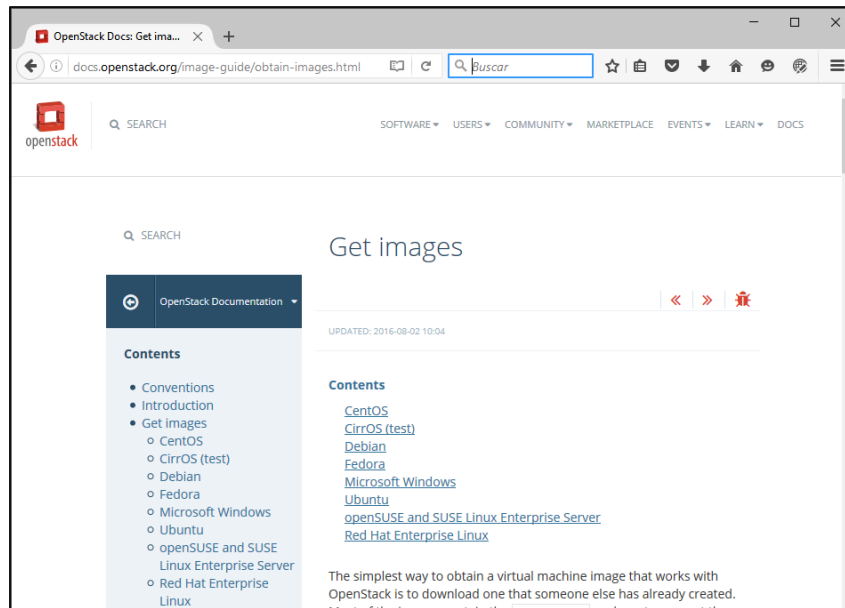 OpenStack Docs: Get ima...
docs.openstack.org/image-guide/obtain-images.html
Buscar
openstack
SEARCH
SOFTWARE
USERS
COMMUNITY
MARKETPLACE
EVENTS
LEARN
DOCS
SEARCH
OpenStack Documentation
Contents
Conventions
Introduction
Get images
CentOS
CirrOS (test)
Debian
Fedora
Microsoft Windows
Ubuntu
openSUSE and SUSE
Linux Enterprise Server
Red Hat Enterprise
Linux
Get images
UPDATED: 2016-08-02 10:04
Contents
CentOS
CirrOS (test)
Debian
Fedora
Microsoft Windows
Ubuntu
openSUSE and SUSE Linux Enterprise Server
Red Hat Enterprise Linux
The simplest way to obtain a virtual machine image that works with
OpenStack is to download one that someone else has already created.